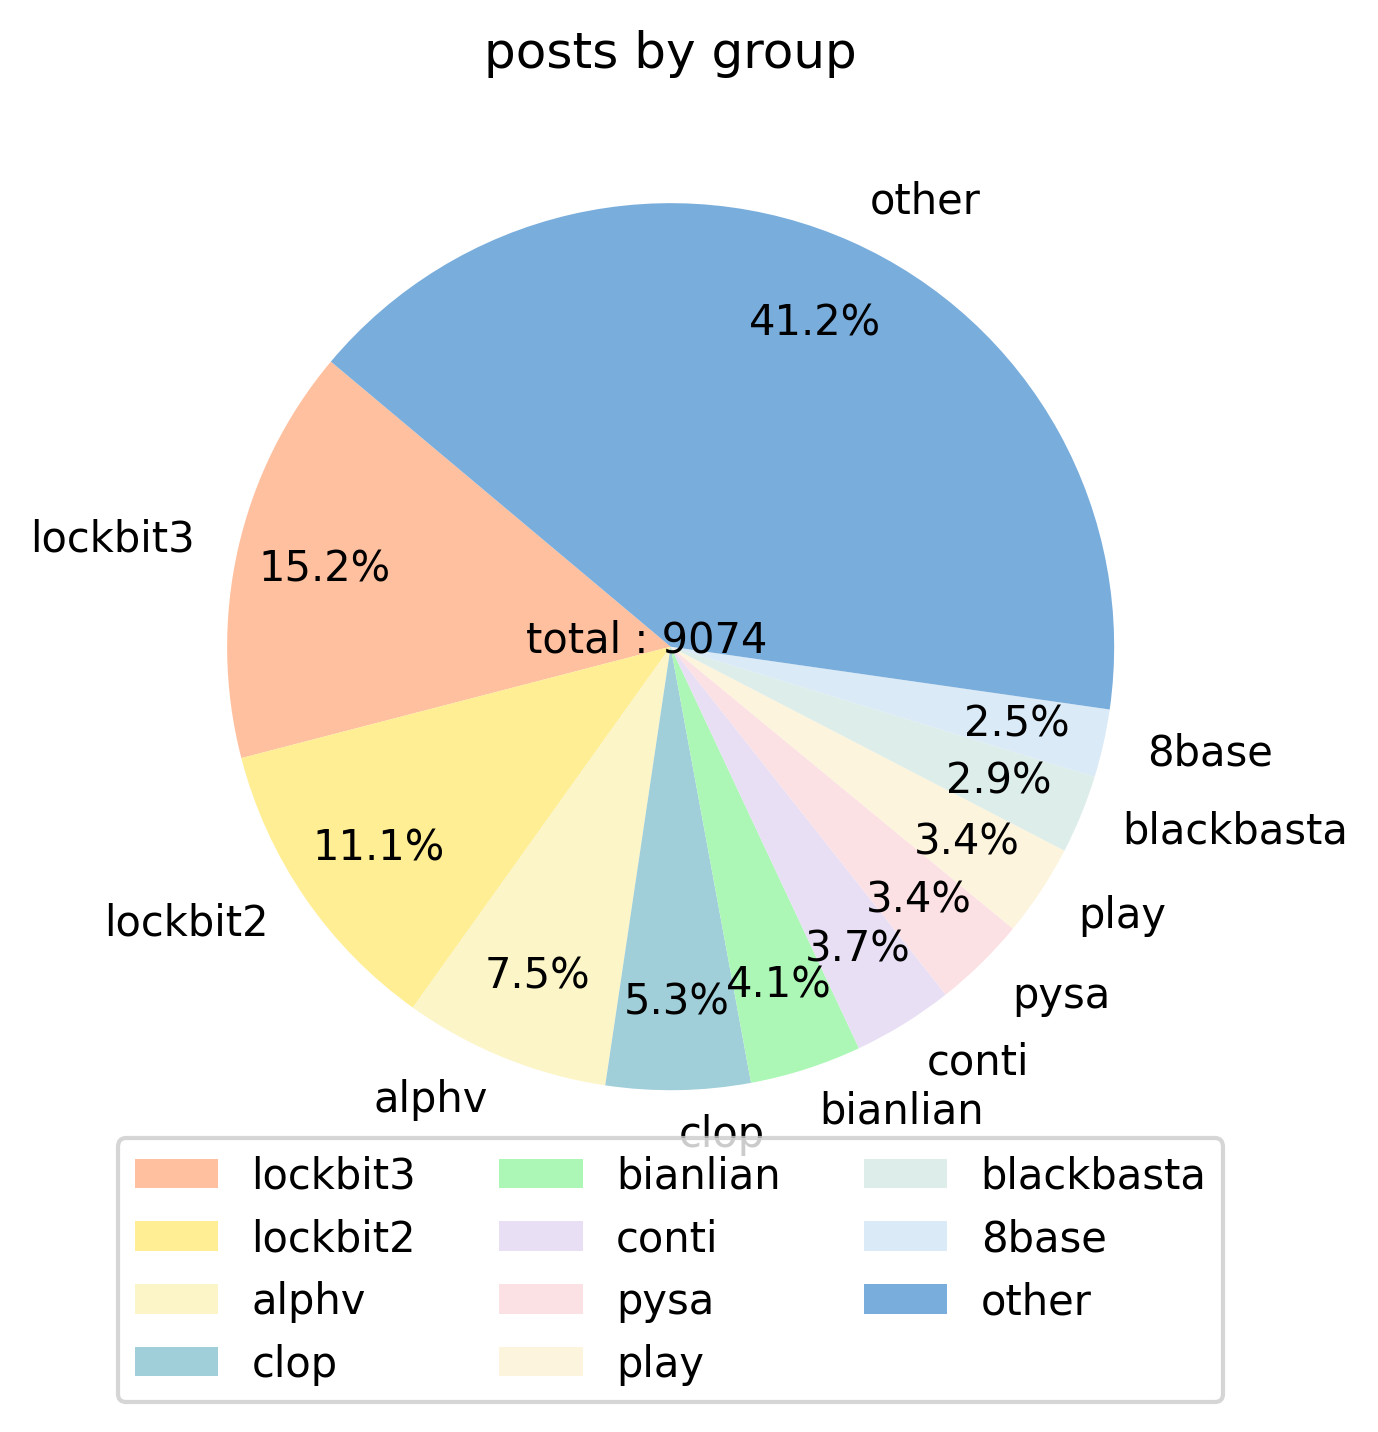 posts by group
other
41.2%
lockbit3
15.2%
total : 9074
2.5%
8base
2.9%
blackbasta
3.4%
play
11.1%
lockbit2
3.4%
pysa
3.7%
conti
7.5%
alphv
5.3%
clop
4.1%
bianlian
lockbit3
lockbit2
alphv
clop
bianlian
conti
pysa
play
blackbasta
8base
other